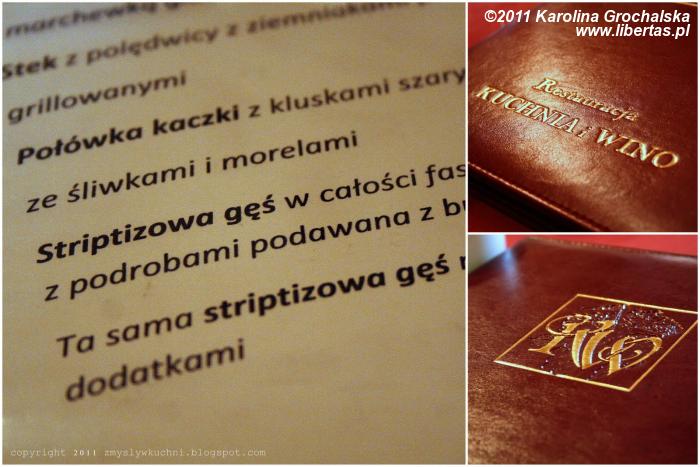 marchewką
Stek z polędwicy z ziemniakami
grillowanymi
Połówka kaczki z kluskami szary
ze śliwkami i morelami
Striptizowa gęś w całości fas
z podrobami podawana z b
Ta sama striptizowa gęś
dodatkami
copyright 2011 zmyslywkuchni.blogspot.com
©2011 Karolina Grochalska
www.libertas.pl
Restauracja
KUCHNIA i WINO